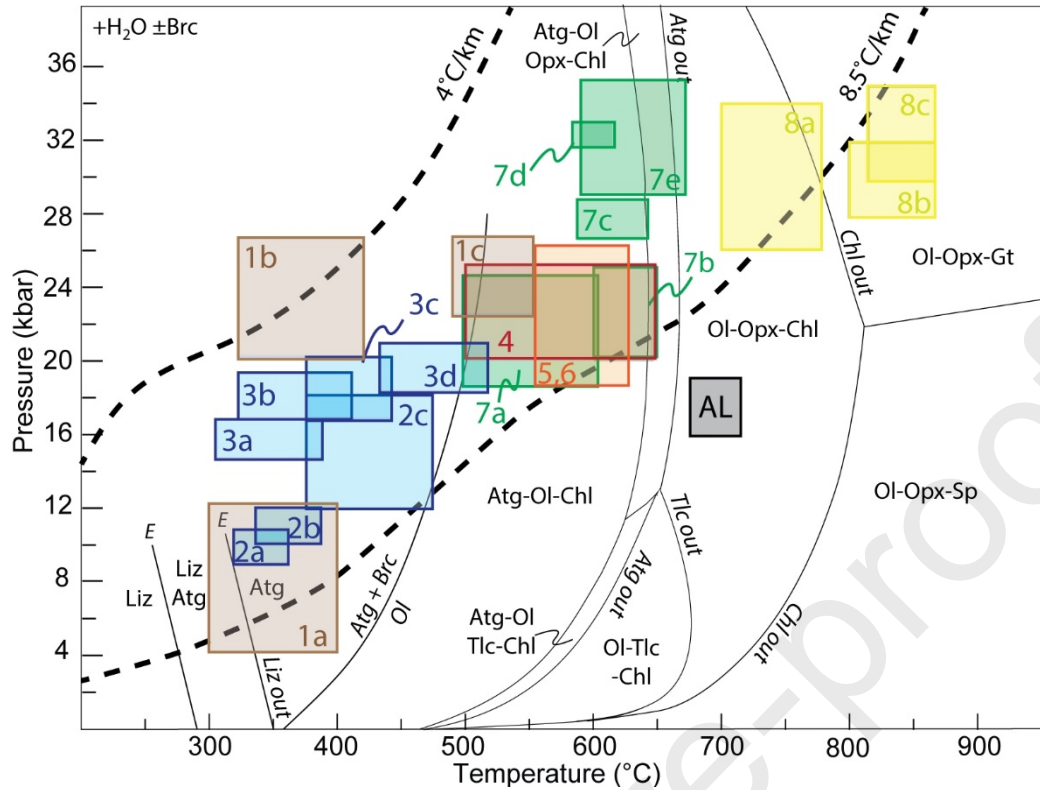 +H₂O ±Brc
36
32
28
24
20
16
12
8
4
Pressure (kbar)
300
400
500
600
700
800
900
Temperature (°C)
4°C/km
8.5°C/km
Atg-Ol
Opx-Chl
Atg out
8a
8c
8b
7d
7e
7c
7b
7a
1b
1c
3c
3b
3a
3d
2c
4
5,6
Chl out
Ol-Opx-Gt
Ol-Opx-Chl
AL
Ol-Opx-Sp
Atg-Ol-Chl
E
E
2b
2a
Liz
Liz
Atg
Atg
1a
Liz out
Atg + Brc
Ol
Atg-Ol
Tlc-Chl
Atg out
Tlc out
Ol-Tlc
-Chl
Chl out
e-proof